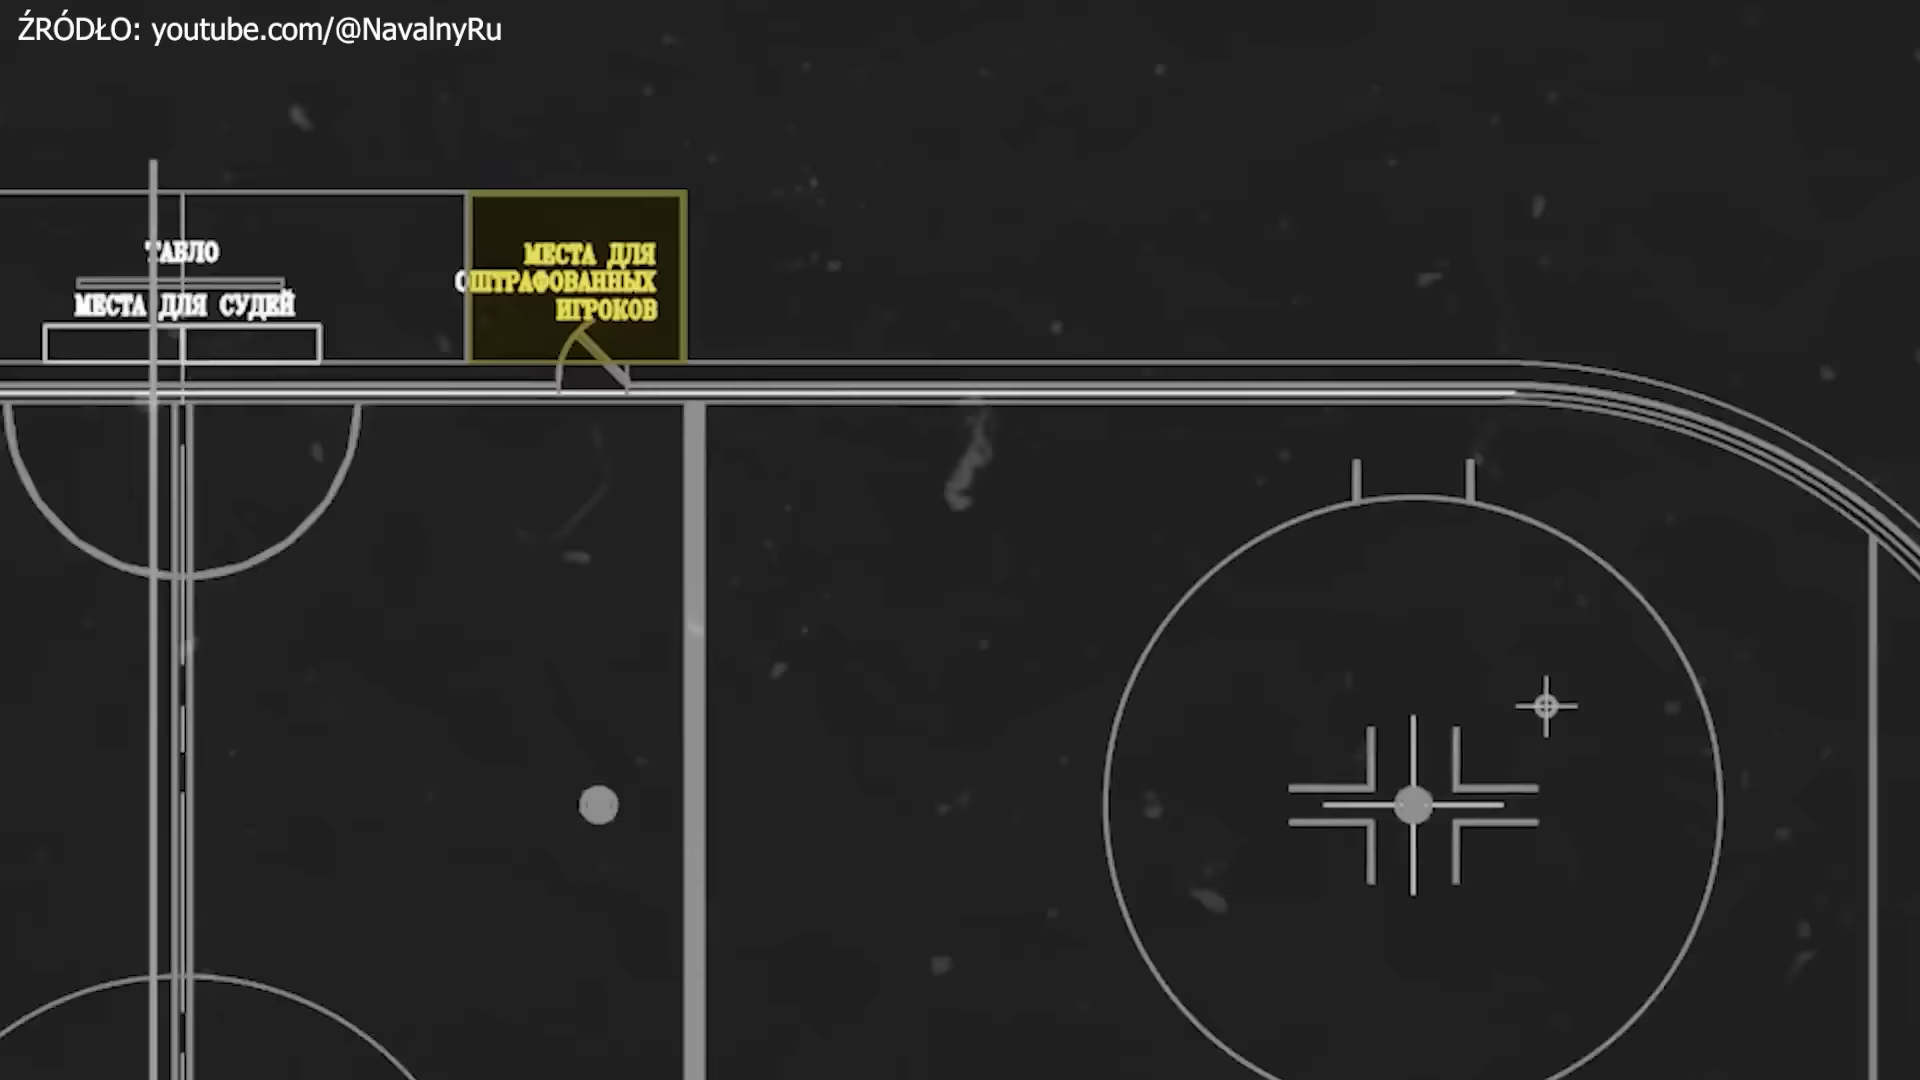 ŹRÓDŁO: youtube.com/@NavalnyRu
ТАБЛО
МЕСТА ДЛЯ СУДЕЙ
МЕСТА ДЛЯ
ОШТРАФОВАННЫХ
ИГРОКОВ